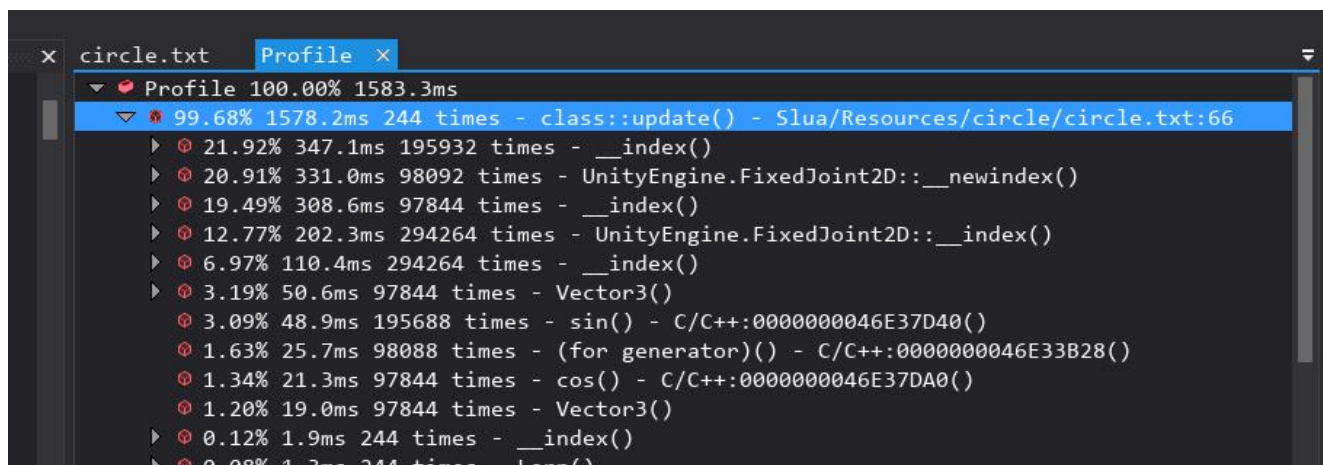 circle.txt Profile
Profile 100.00% 1583.3ms
99.68% 1578.2ms 244 times - class::update() - Slua/Resources/circle/circle.txt:66
21.92% 347.1ms 195932 times - __index()
20.91% 331.0ms 98092 times - UnityEngine.FixedJoint2D::__newindex()
19.49% 308.6ms 97844 times - __index()
12.77% 202.3ms 294264 times - UnityEngine.FixedJoint2D::__index()
6.97% 110.4ms 294264 times - __index()
3.19% 50.6ms 97844 times - Vector3()
3.09% 48.9ms 195688 times - sin() - C/C++:0000000046E37D40()
1.63% 25.7ms 98088 times - (for generator)() - C/C++:0000000046E33B28()
1.34% 21.3ms 97844 times - cos() - C/C++:0000000046E37DA0()
1.20% 19.0ms 97844 times - Vector3()
0.12% 1.9ms 244 times - __index()
244 times